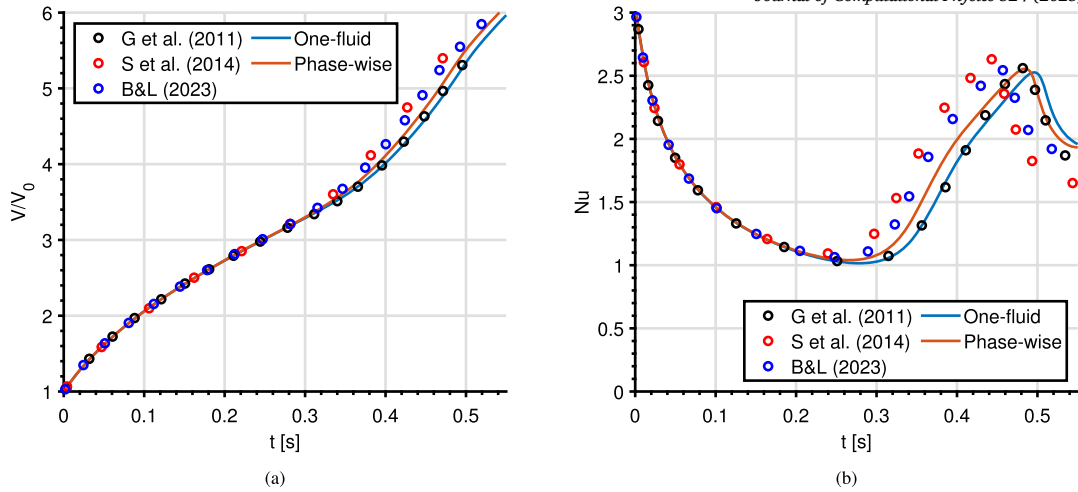 6
5
4
3
2
1
V/V0
G et al. (2011)
S et al. (2014)
B&L (2023)
One-fluid
Phase-wise
0
0.1
0.2
0.3
0.4
0.5
t [s]
(a)
3
2.5
2
1.5
1
0.5
0
Nu
G et al. (2011)
S et al. (2014)
B&L (2023)
One-fluid
Phase-wise
0
0.1
0.2
0.3
0.4
0.5
t [s]
(b)